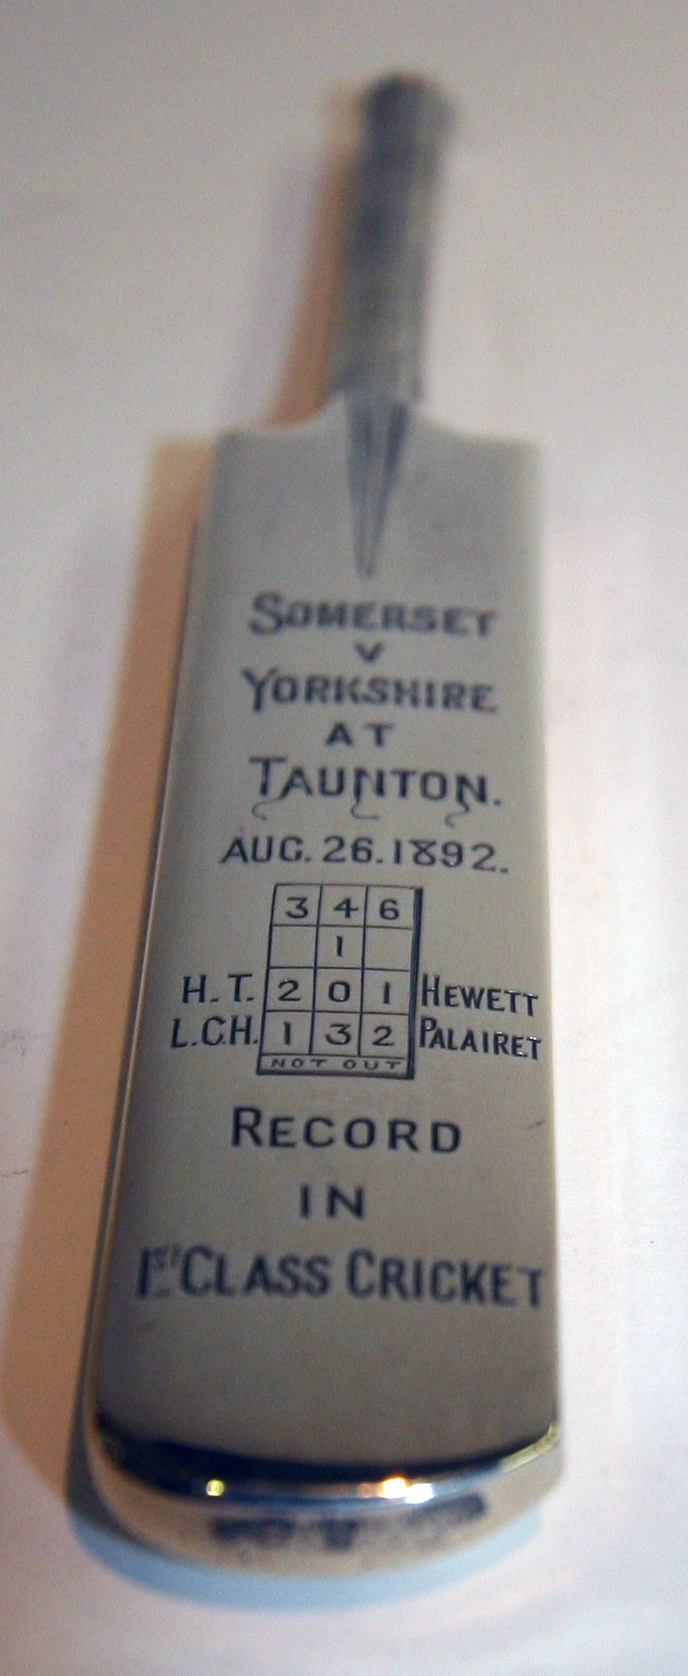 SOMERSET
V
YORKSHIRE
AT
TAUNTON.
AUG. 26. 1892.
3 4 6
1
H. T. 2 0 1 HEWETT
L.C.H. 1 3 2 PALAIRET
NOT OUT
RECORD
IN
1ST CLASS CRICKET